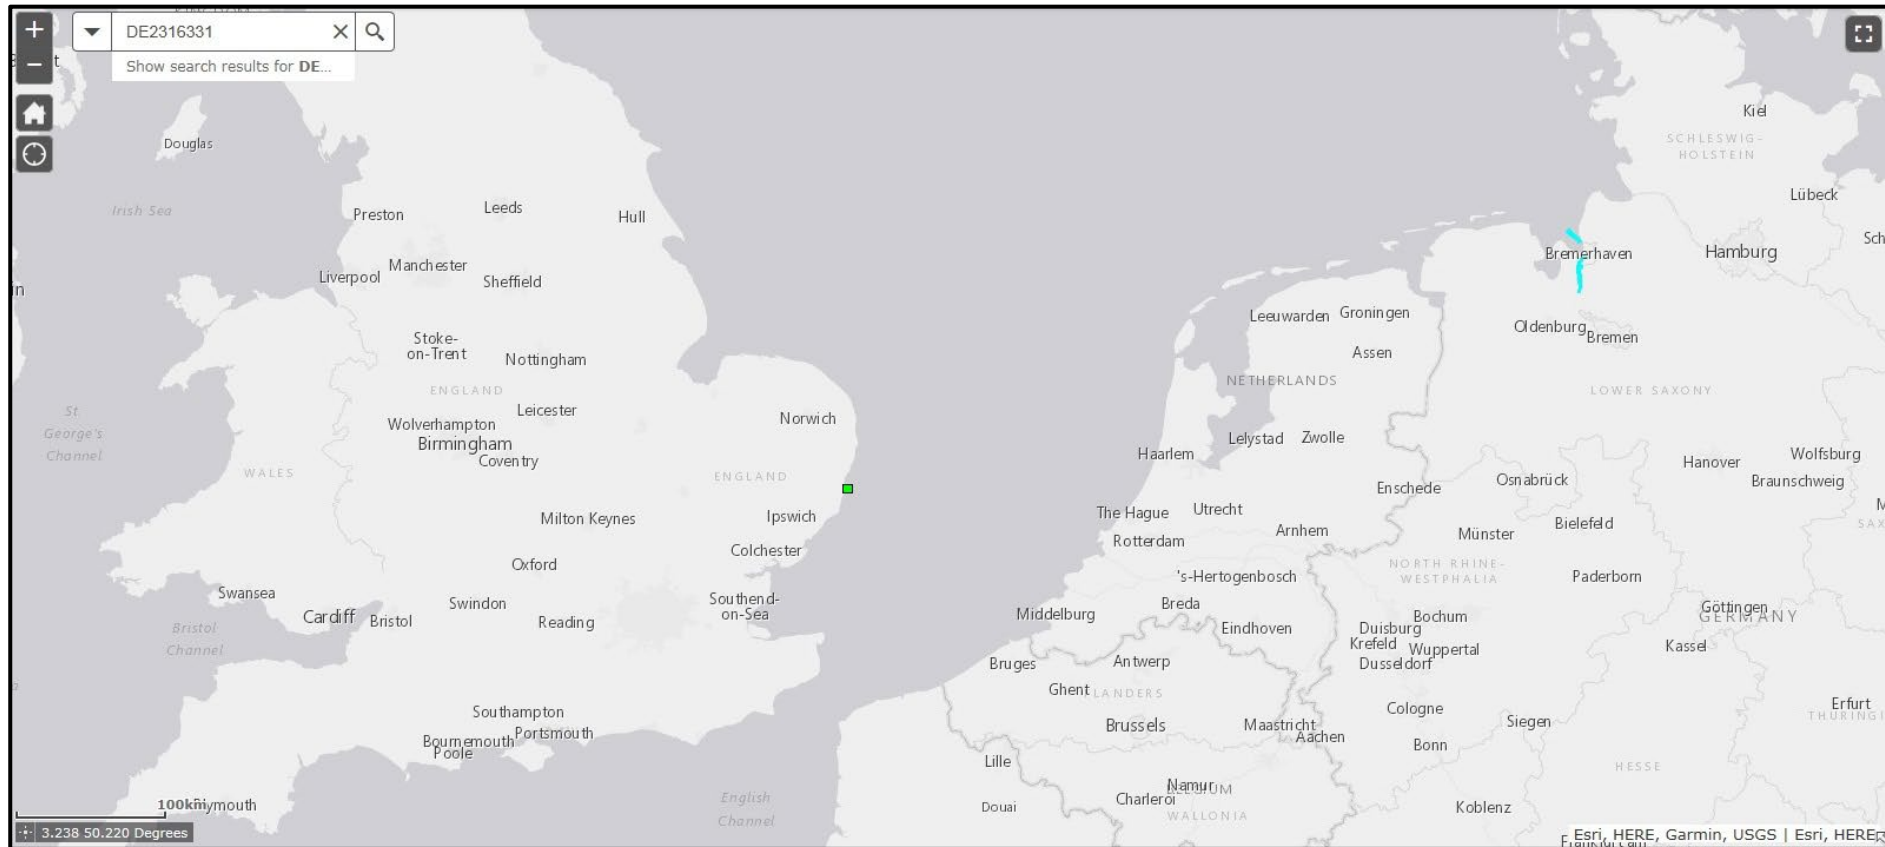 +
DE2316331
−
Show search results for DE...
Kiel
Douglas
SCHLESWIG-
HOLSTEIN
Lübeck
Irish Sea
Preston
Leeds
Hull
Sch
Bremerhaven
Hamburg
Manchester
Liverpool
Sheffield
in
Leeuwarden
Groningen
Oldenburg
Bremen
Stoke-
on-Trent
Nottingham
Assen
NETHERLANDS
ENGLAND
LOWER SAXONY
Leicester
St.
George's
Channel
Norwich
Wolverhampton
Birmingham
Coventry
Lelystad
Zwolle
Haarlem
Hanover
Wolfsburg
Braunschweig
WALES
ENGLAND
Enschede
Osnabrück
Milton Keynes
Ipswich
The Hague
Utrecht
Münster
Bielefeld
Arnhem
Rotterdam
Colchester
Oxford
NORTH RHINE-
WESTPHALIA
's-Hertogenbosch
Paderborn
Swansea
Swindon
Southend-
on-Sea
Breda
Göttingen
GERMANY
Cardiff
Bristol
Reading
Middelburg
Bochum
Eindhoven
Duisburg
Krefeld
Wuppertal
Dusseldorf
Kassel
Bristol
Channel
Bruges
Antwerp
Ghent
LANDERS
Southampton
Cologne
Erfurt
THURINGI
Brussels
Maastricht
Aachen
Siegen
Bournemouth
Portsmouth
Poole
Bonn
Lille
HESSE
Namur
BELGIUM
Charleroi
WALLONIA
English
Channel
Douai
Koblenz
100km
ymouth
3.238 50.220 Degrees
Esri, HERE, Garmin, USGS | Esri, HERE